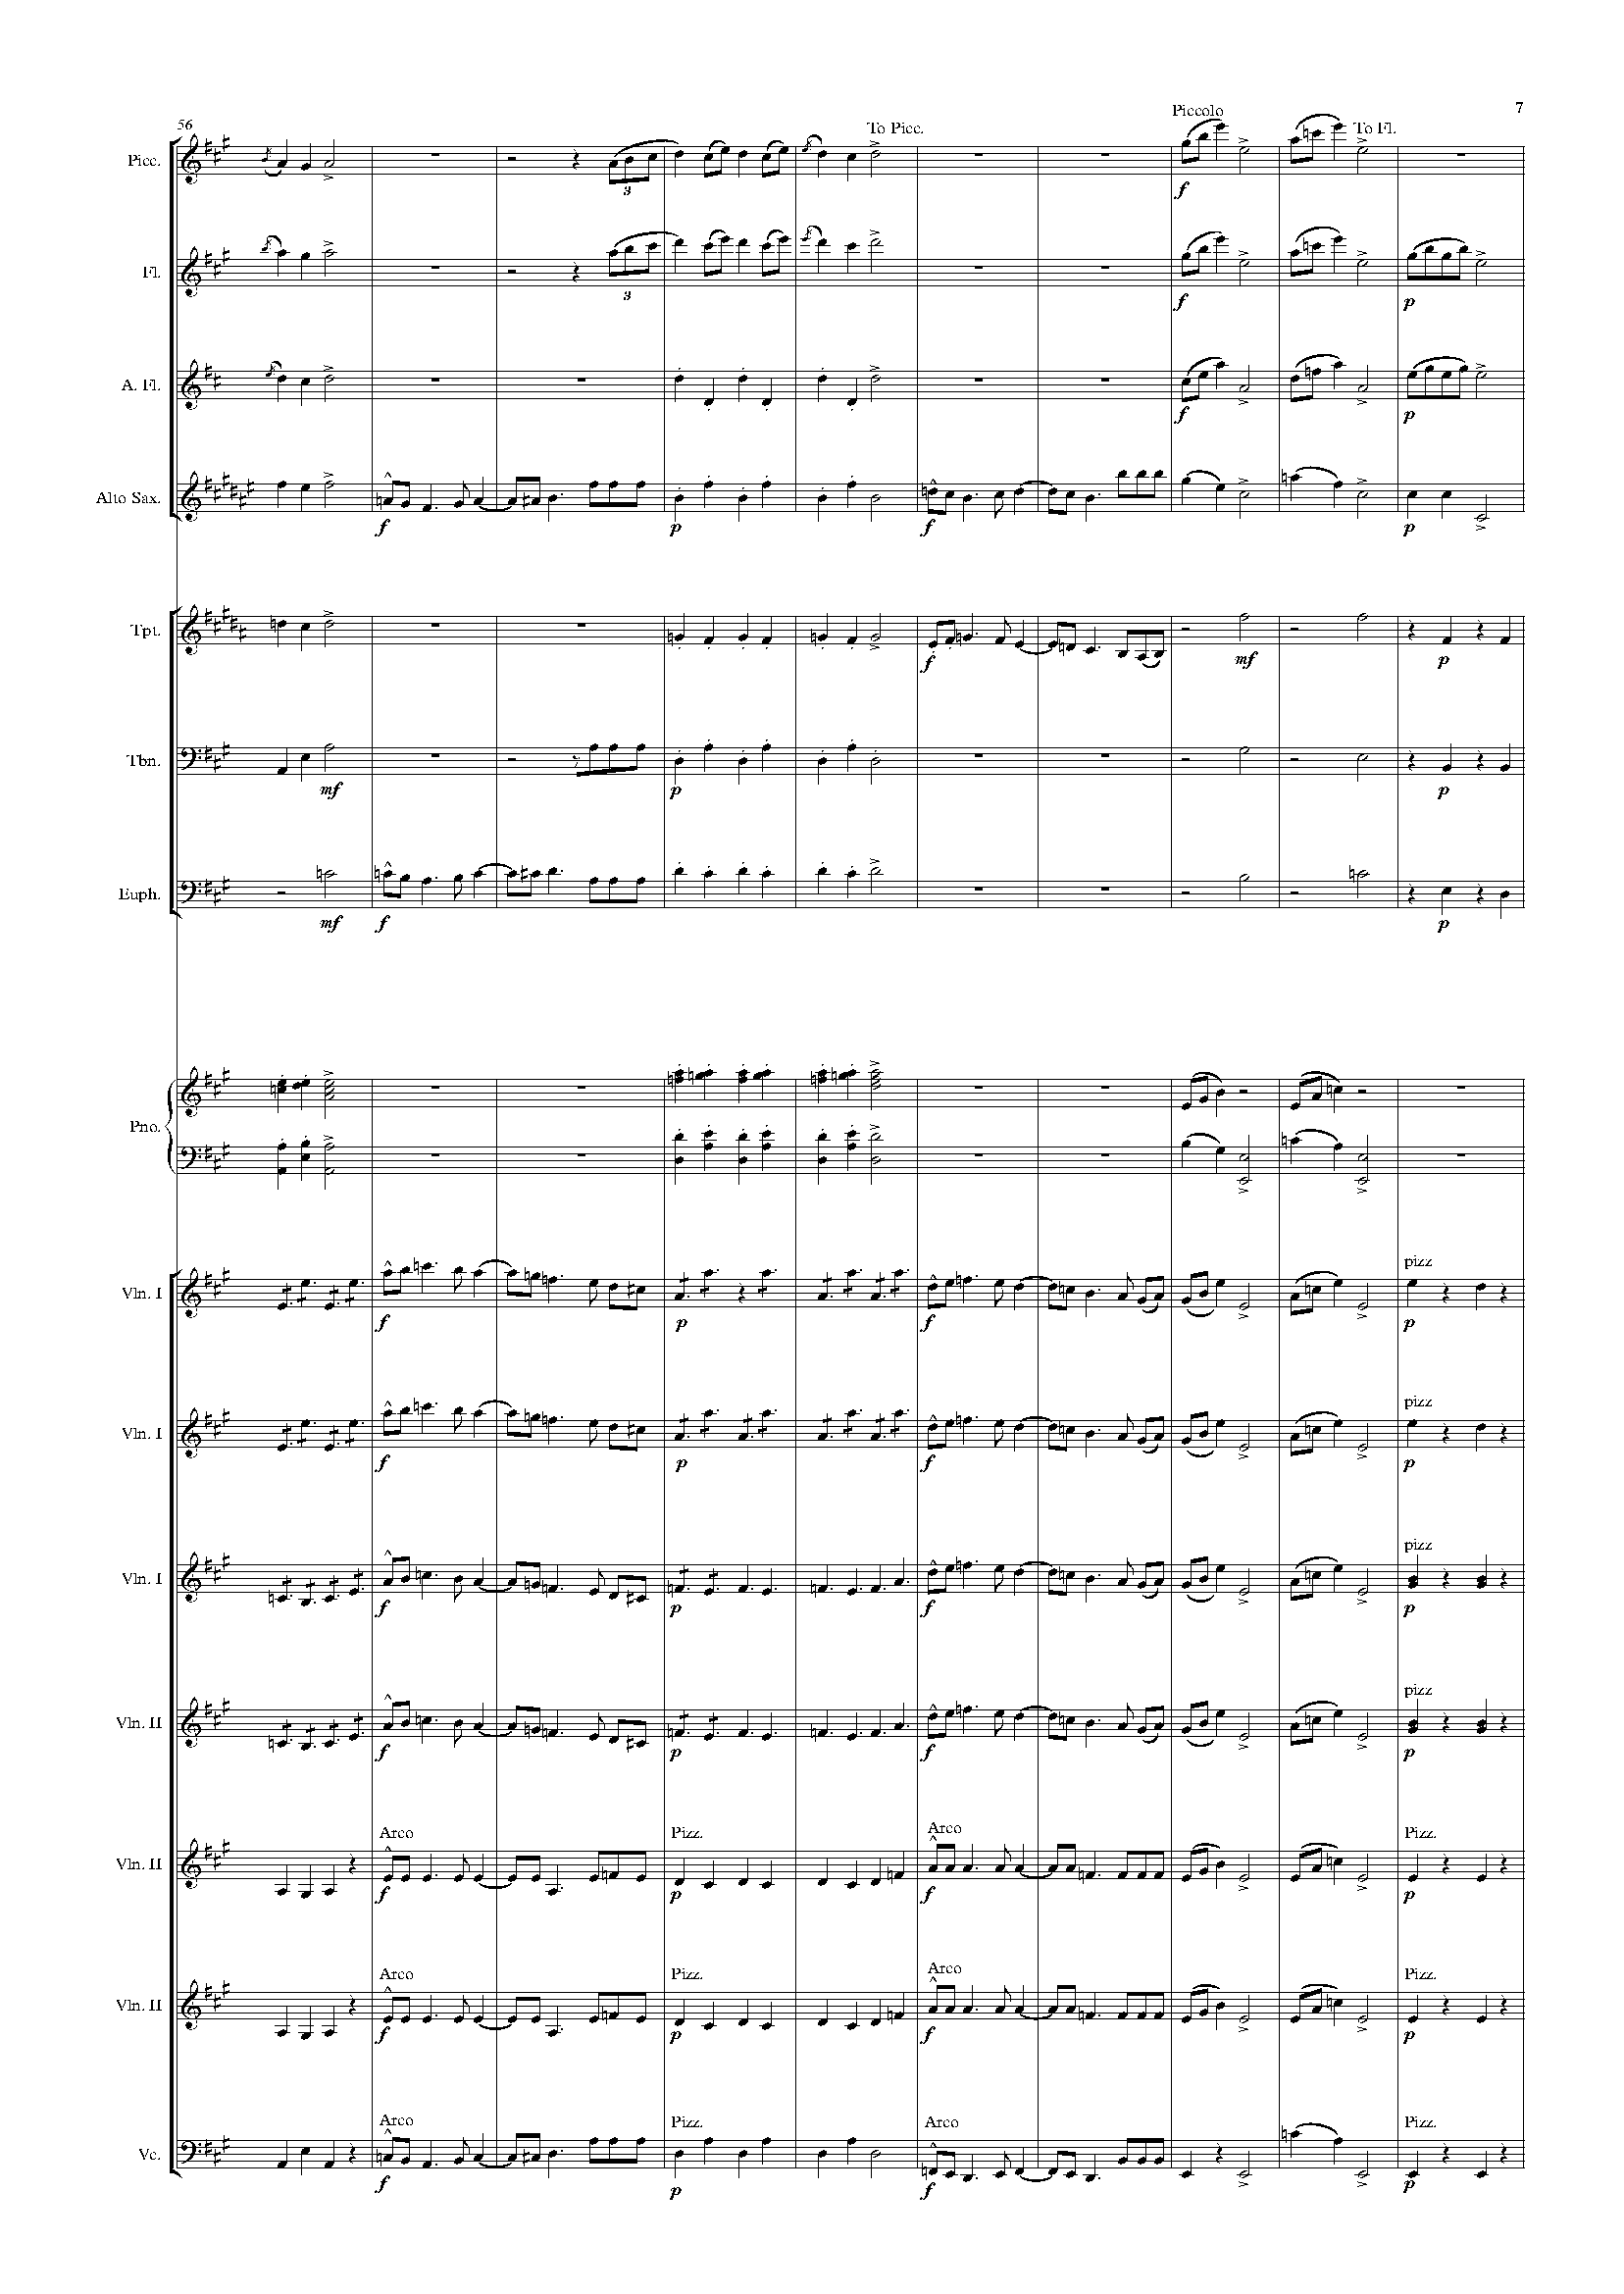 7
Piccolo
56
To Picc.
To Fl.
Picc.
3
f
Fl.
3
f
p
A. Fl.
f
p
Alto Sax.
f
p
f
p
Tpt.
f
mf
p
Tbn.
mf
p
p
Euph.
mf
f
p
Pno.
pizz
Vln. I
f
p
f
p
pizz
Vln. I
f
p
f
p
pizz
Vln. I
f
p
f
p
pizz
Vln. II
f
p
f
p
Arco
Pizz.
Arco
Pizz.
Vln. II
f
p
f
p
Arco
Pizz.
Arco
Pizz.
Vln. II
f
p
f
p
Arco
Pizz.
Arco
Pizz.
Vc.
f
p
f
p